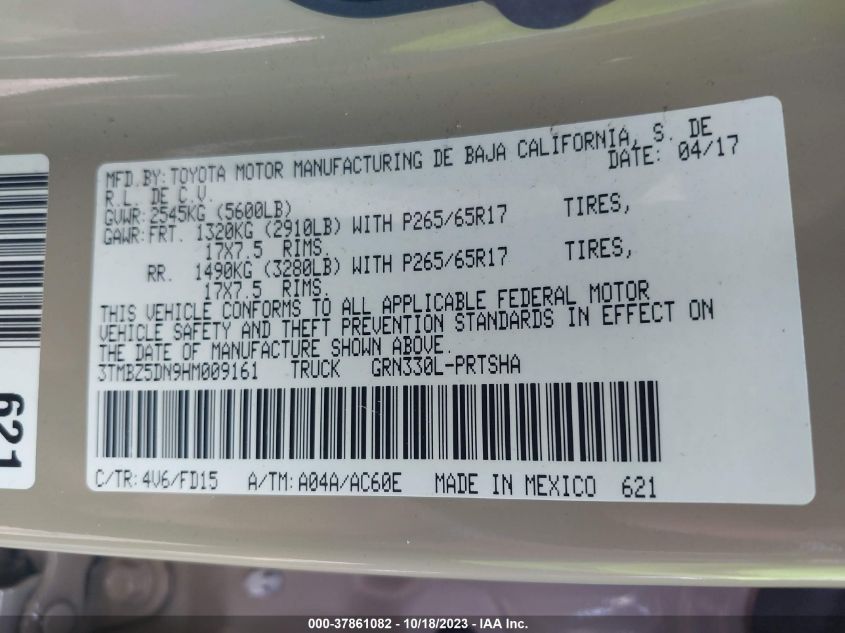 MFD.BY:TOYOTA MOTOR MANUFACTURING DE BAJA CALIFORNIA, S. DE
R.L. DE C.V. DATE: 04/17
GVWR:2545KG (5600LB)
GAWR:FRT. 1320KG (2910LB) WITH P265/65R17 TIRES,
17X7.5 RIMS.
RR. 1490KG (3280LB) WITH P265/65R17 TIRES,
17X7.5 RIMS.
THIS VEHICLE CONFORMS TO ALL APPLICABLE FEDERAL MOTOR
VEHICLE SAFETY AND THEFT PREVENTION STANDARDS IN EFFECT ON
THE DATE OF MANUFACTURE SHOWN ABOVE.
3TMBZ5DN9HM009161 TRUCK GRN330L-PRTSHA
C/TR:4V6/FD15 A/TM:A04A/AC60E MADE IN MEXICO 621
621
000-37861082 - 10/18/2023 - IAA Inc.